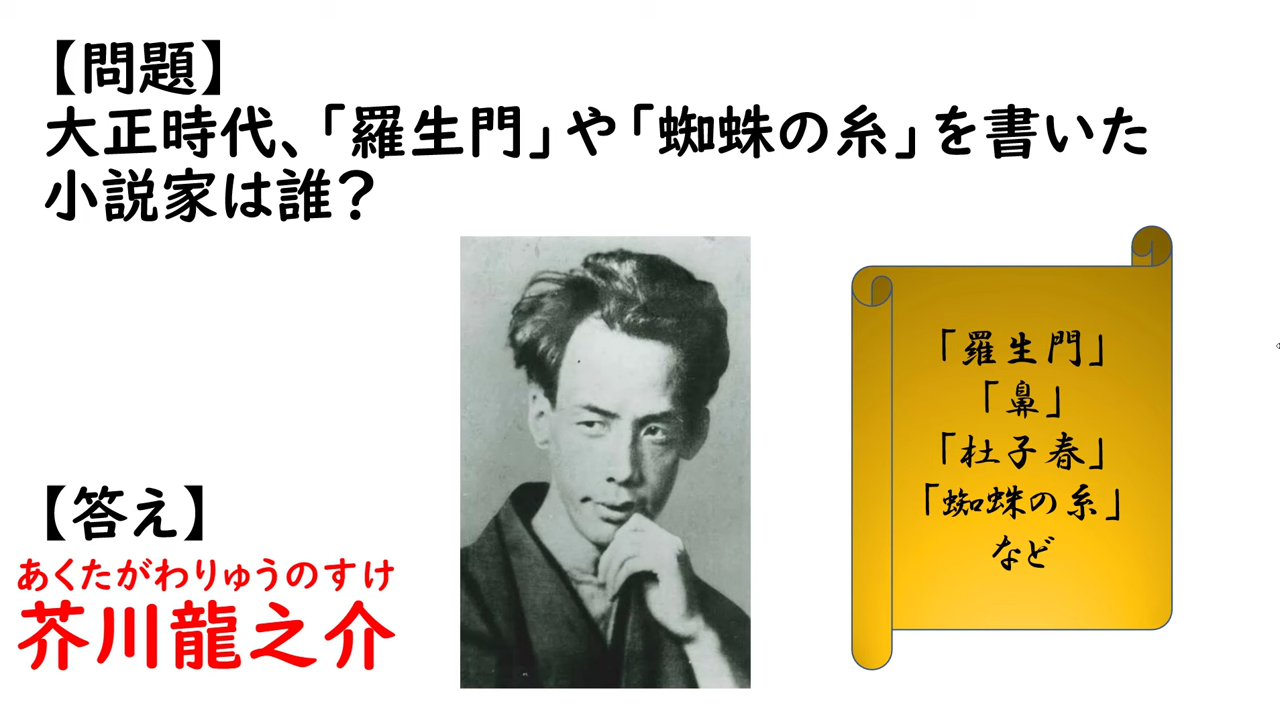 【問題】
大正時代、「羅生門」や「蜘蛛の糸」を書いた
小説家は誰？
「羅生門」
「鼻」
「杜子春」
「蜘蛛の糸」
など
【答え】
あくたがわりゅうのすけ
芥川龍之介